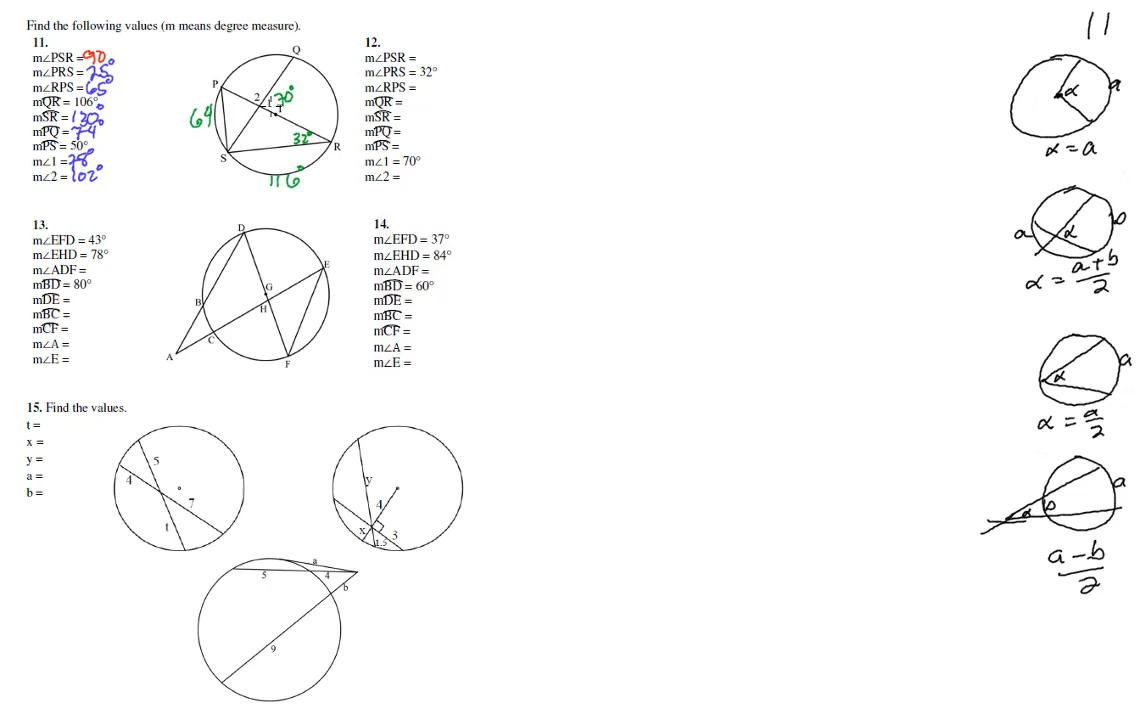 Find the following values (m means degree measure).
11.
m∠PSR = 90°
m∠PRS = 25°
m∠RPS = 65°
mQR = 106°
mSR = 130°
mPQ = 74
mPS = 50°
m∠1 = 78°
m∠2 = 102°
Q
P
2
1
70°
T
64
32°
R
S
116°
12.
m∠PSR =
m∠PRS = 32°
m∠RPS =
mQR =
mSR =
mPQ =
mPS =
m∠1 = 70°
m∠2 =
13.
m∠EFD = 43°
m∠EHD = 78°
m∠ADF =
mBD = 80°
mDE =
mBC =
mCF =
m∠A =
m∠E =
D
E
G
B
H
C
A
F
14.
m∠EFD = 37°
m∠EHD = 84°
m∠ADF =
mBD = 60°
mDE =
mBC =
mCF =
m∠A =
m∠E =
15. Find the values.
t =
x =
y =
a =
b =
5
4
7
t
y
4
x
3
1.5
a
5
4
b
9
11
α a
α = a
a α b
α = a+b/2
α a
α = a/2
α b a
a-b/2